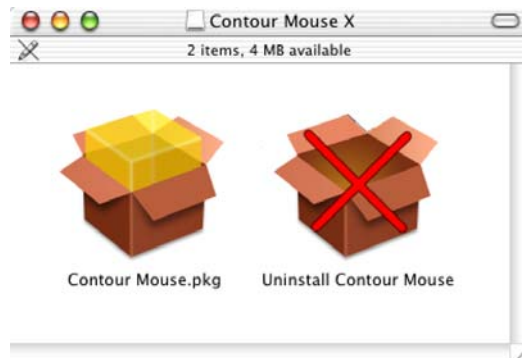 Contour Mouse X
2 items, 4 MB available
Contour Mouse.pkg
Uninstall Contour Mouse